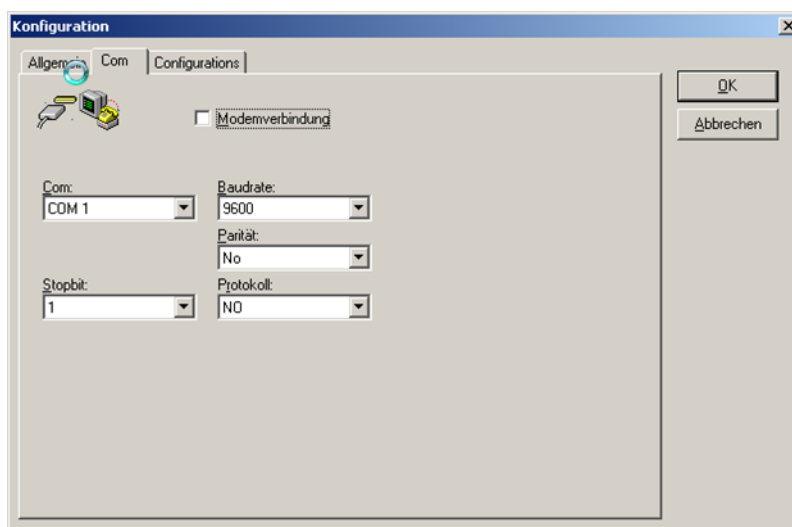 Konfiguration
Com
Configurations
OK
Modemverbindung
Abbrechen
Com:
Baudrate:
COM 1
9600
Parität:
No
Stopbit:
Protokoll:
1
NO